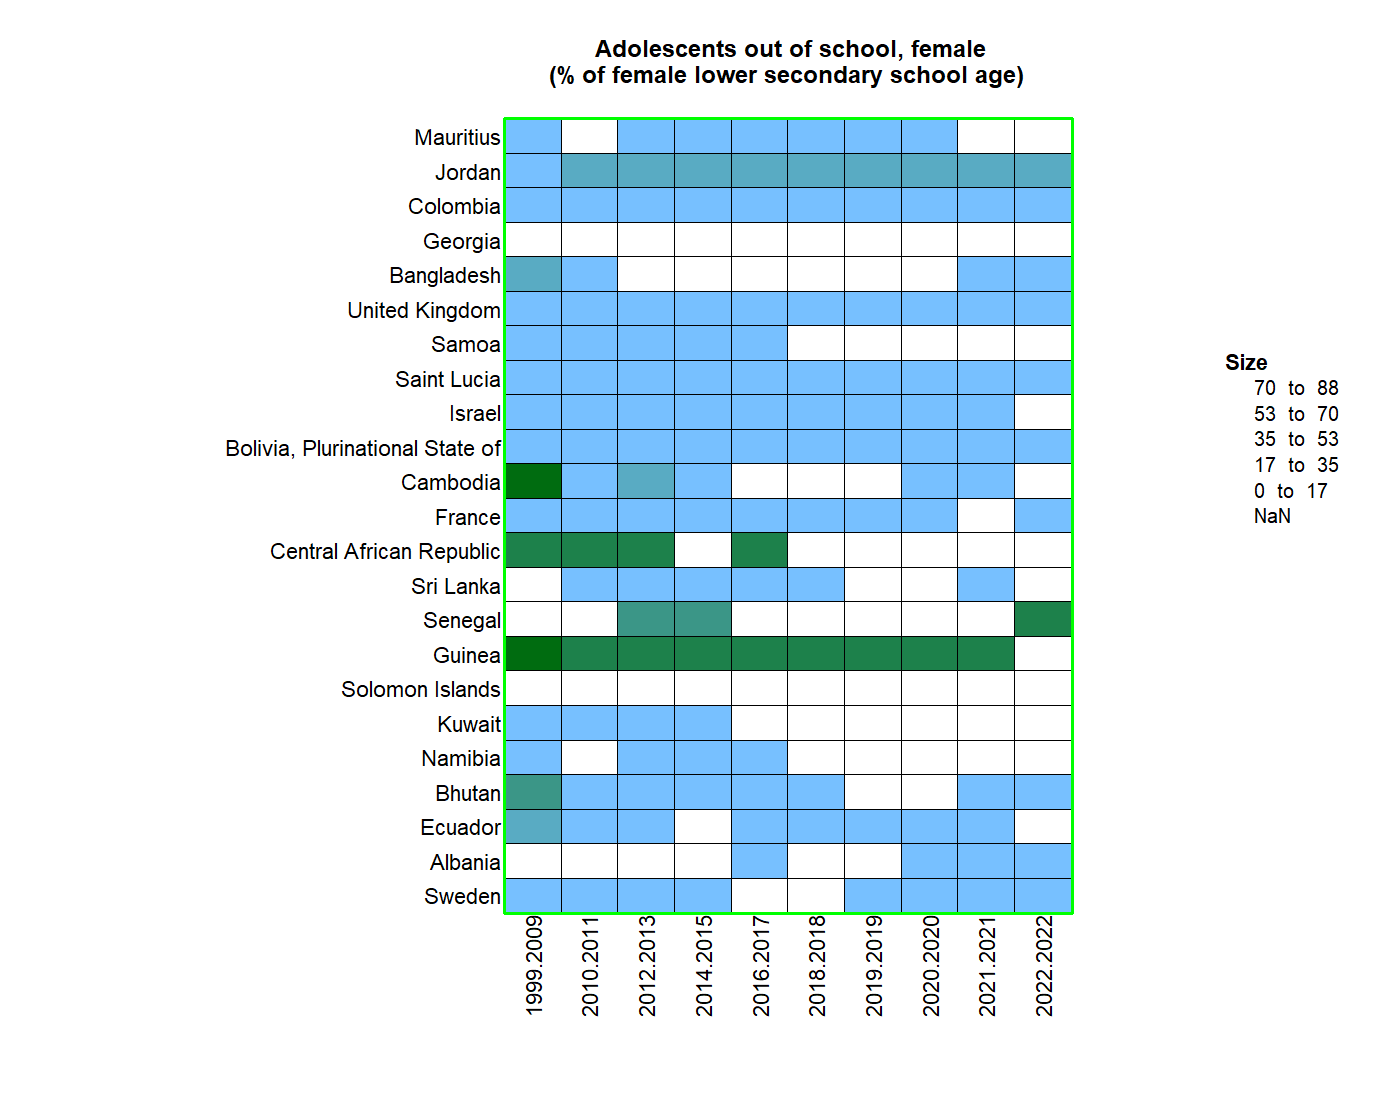 Adolescents out of school, female
(% of female lower secondary school age)
Mauritius
Jordan
Colombia
Georgia
Bangladesh
United Kingdom
Samoa
Saint Lucia
Israel
Bolivia, Plurinational State of
Cambodia
France
Central African Republic
Sri Lanka
Senegal
Guinea
Solomon Islands
Kuwait
Namibia
Bhutan
Ecuador
Albania
Sweden
1999.2009
2010.2011
2012.2013
2014.2015
2016.2017
2018.2018
2019.2019
2020.2020
2021.2021
2022.2022
Size
70 to 88
53 to 70
35 to 53
17 to 35
0 to 17
NaN